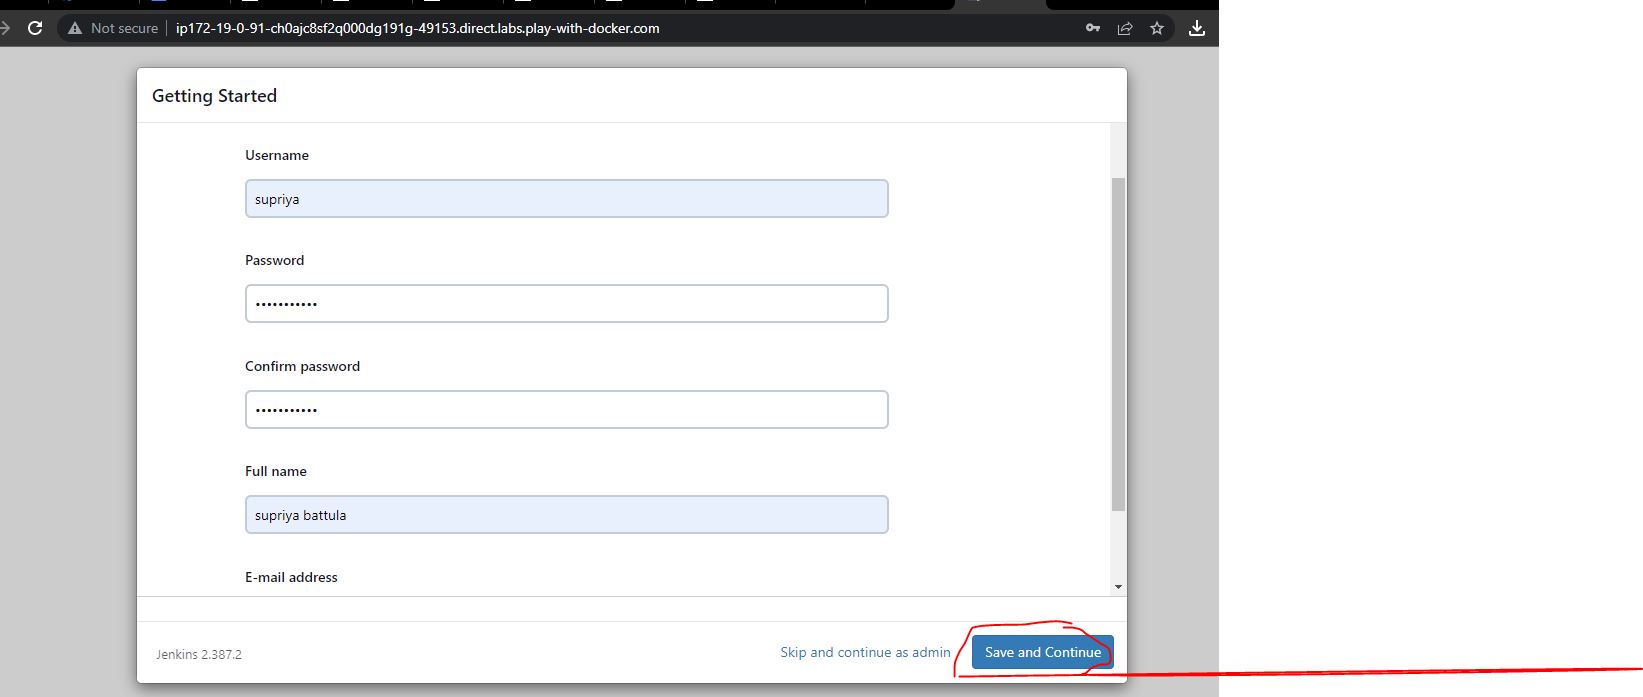 Not secure | ip172-19-0-91-ch0ajc8sf2q000dg191g-49153.direct.labs.play-with-docker.com
Getting Started
Username
supriya
Password
•••••••••••
Confirm password
•••••••••••
Full name
supriya battula
E-mail address
Jenkins 2.387.2 Skip and continue as admin Save and Continue